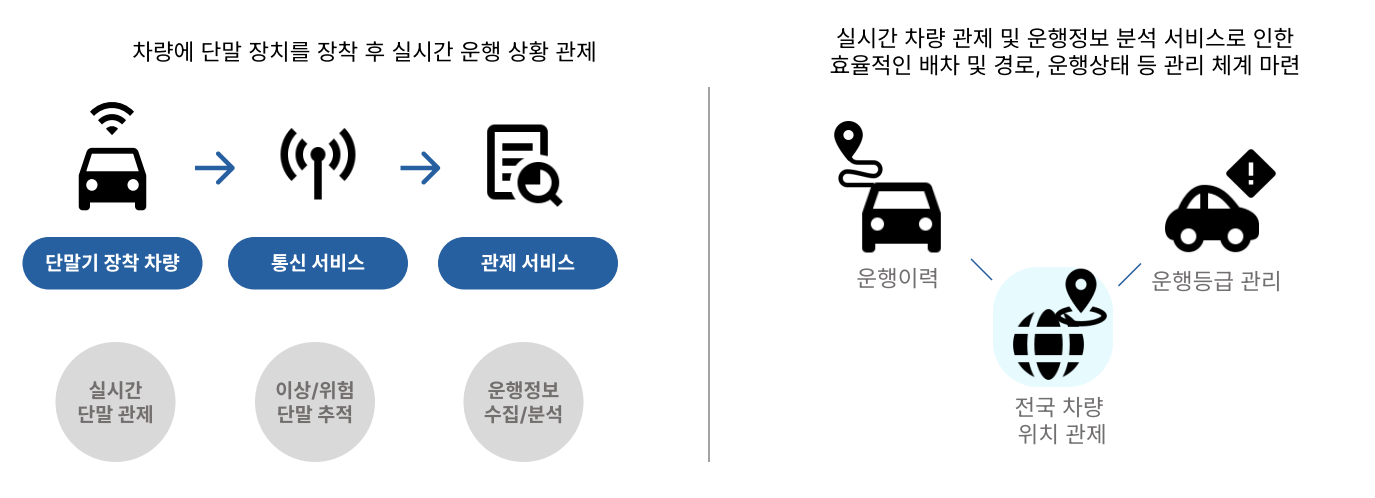 차량에 단말 장치를 장착 후 실시간 운행 상황 관제
단말기 장착 차량
통신 서비스
관제 서비스
실시간
단말 관제
이상/위험
단말 추적
운행정보
수집/분석
실시간 차량 관제 및 운행정보 분석 서비스로 인한
효율적인 배차 및 경로, 운행상태 등 관리 체계 마련
운행이력
운행등급 관리
전국 차량
위치 관제